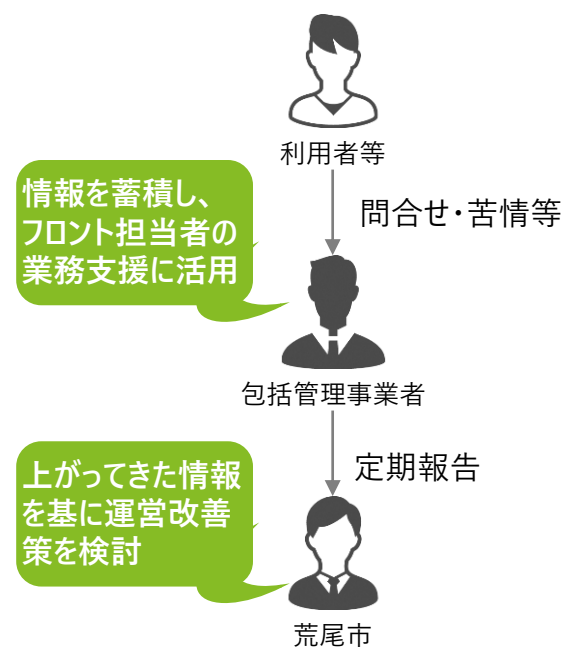 利用者等
情報を蓄積し、
フロント担当者の
業務支援に活用
問合せ・苦情等
包括管理事業者
上がってきた情報
を基に運営改善
策を検討
定期報告
荒尾市